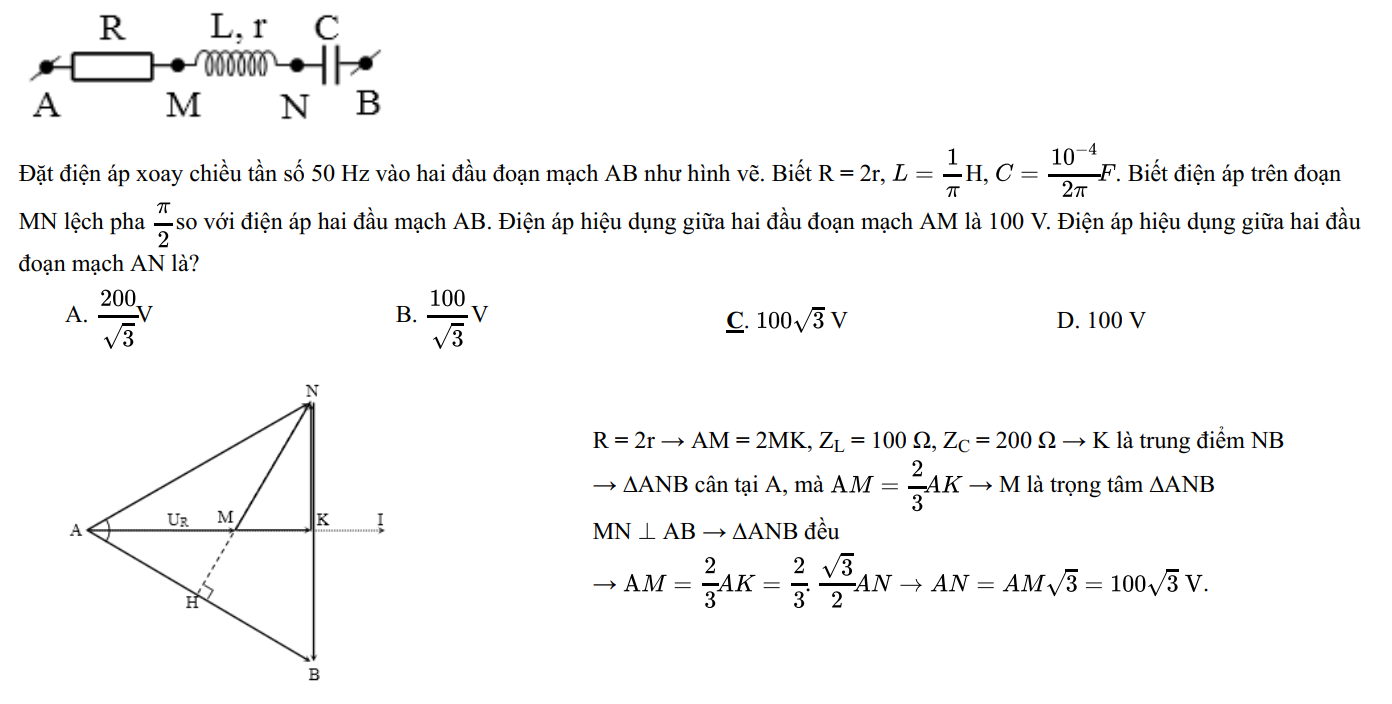 R L, r C
A M N B
Đặt điện áp xoay chiều tần số 50 Hz vào hai đầu đoạn mạch AB như hình vẽ. Biết R = 2r, $L = \frac{1}{\pi}$H, $C = \frac{10^{-4}}{2\pi}F$. Biết điện áp trên đoạn
MN lệch pha $\frac{\pi}{2}$ so với điện áp hai đầu mạch AB. Điện áp hiệu dụng giữa hai đầu đoạn mạch AM là 100 V. Điện áp hiệu dụng giữa hai đầu
đoạn mạch AN là?
A. $\frac{200}{\sqrt{3}}$V B. $\frac{100}{\sqrt{3}}$ V C. $100\sqrt{3}$ V D. 100 V
N
R = 2r → AM = 2MK, Z_L = 100 Ω, Z_C = 200 Ω → K là trung điểm NB
→ ΔANB cân tại A, mà $AM = \frac{2}{3}AK$ → M là trọng tâm ΔANB
A U_R M K I
MN ⊥ AB → ΔANB đều
→ $AM = \frac{2}{3}AK = \frac{2}{3}.\frac{\sqrt{3}}{2}AN → AN = AM\sqrt{3} = 100\sqrt{3}$ V.
H
B